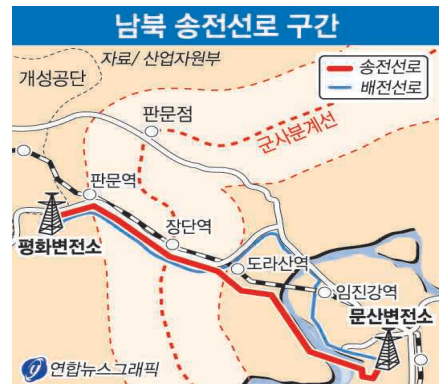 남북 송전선로 구간
자료/ 산업자원부
개성공단
송전선로
배전선로
판문점
군사분계선
판문역
평화변전소
장단역
도라산역
임진강역
문산변전소
연합뉴스그래픽